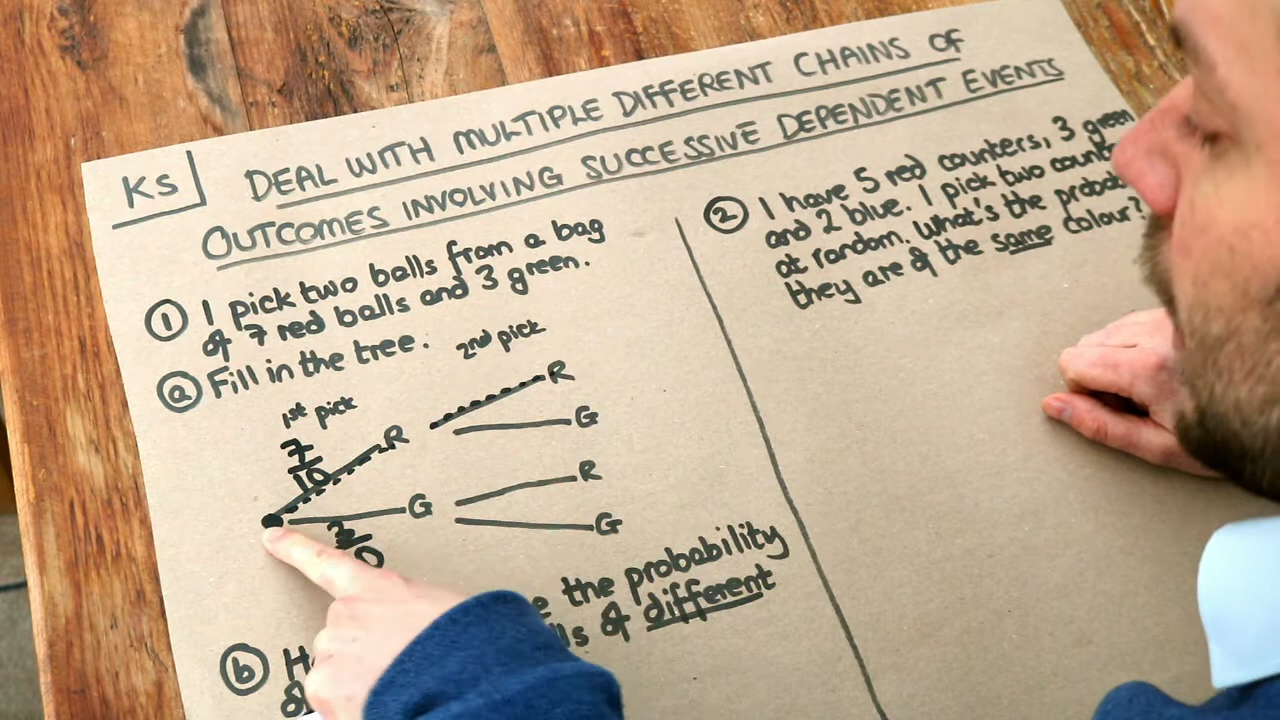 KS
DEAL WITH MULTIPLE DIFFERENT CHAINS OF
OUTCOMES INVOLVING SUCCESSIVE DEPENDENT EVENTS
① I pick two balls from a bag
of 7 red balls and 3 green.
ⓐ Fill in the tree.
1st pick
2nd pick
7/10
R
G
3
R
G
R
G
ⓑ
the probability
of different
② I have 5 red counters, 3 green
and 2 blue. I pick two
at random. What's the
they are of the same colour?